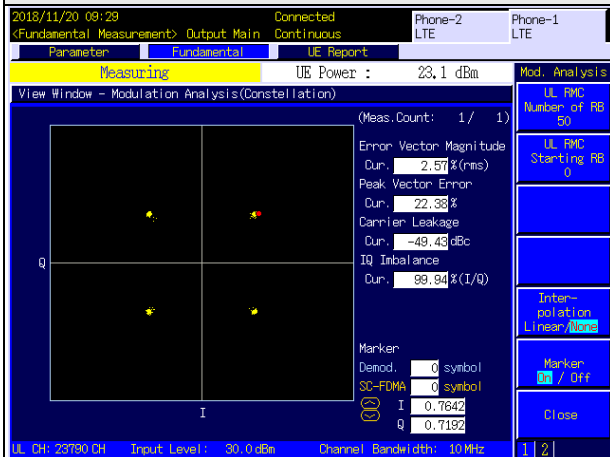 2018/11/20 09:29 Connected Phone-2 Phone-1
<Fundamental Measurement> Output Main Continuous LTE LTE
Parameter Fundamental UE Report
Measuring UE Power : 23.1 dBm Mod. Analysis
View Window - Modulation Analysis(Constellation)
UL RMC
Number of RB
50
(Meas.Count: 1/ 1)
Error Vector Magnitude
Cur. 2.57 %(rms)
Peak Vector Error
Cur. 22.38 %
Carrier Leakage
Cur. -49.43 dBc
IQ Imbalance
Cur. 99.94 %(I/Q)
UL RMC
Starting RB
0
Q
I
Inter-
polation
Linear/None
Marker
Demod. 0 symbol
SC-FDMA 0 symbol
I 0.7642
Q 0.7192
Marker
On / Off
Close
UL CH: 23790 CH Input Level: 30.0 dBm Channel Bandwidth: 10 MHz 1 2